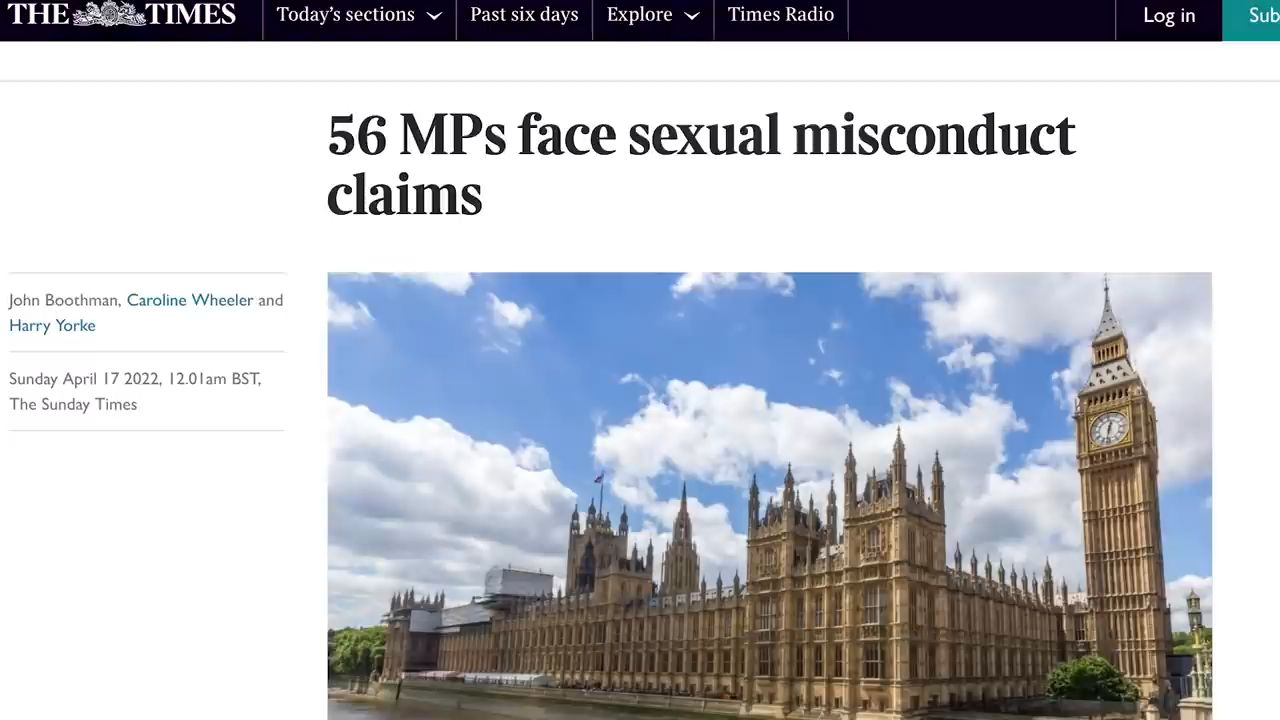 THE TIMES
Today's sections
Past six days
Explore
Times Radio
Log in
Sub
56 MPs face sexual misconduct
claims
John Boothman, Caroline Wheeler and
Harry Yorke
Sunday April 17 2022, 12.01am BST,
The Sunday Times